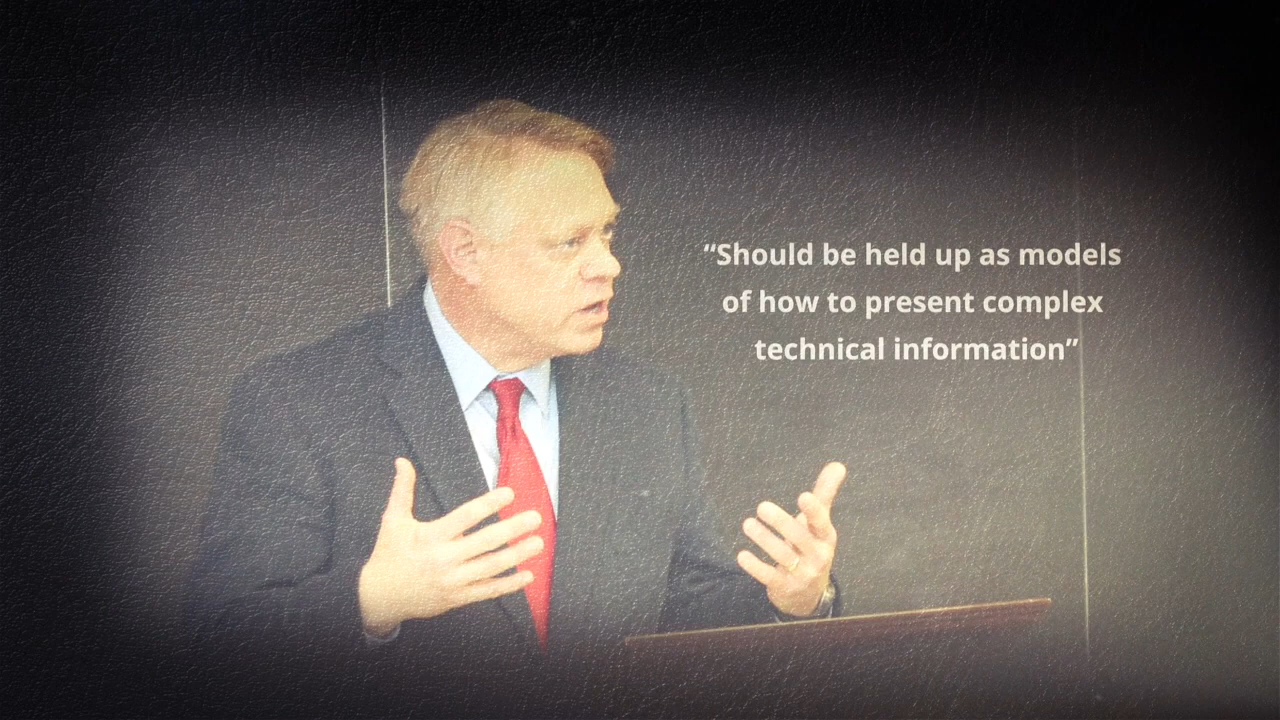 “Should be held up as models
of how to present complex
technical information”